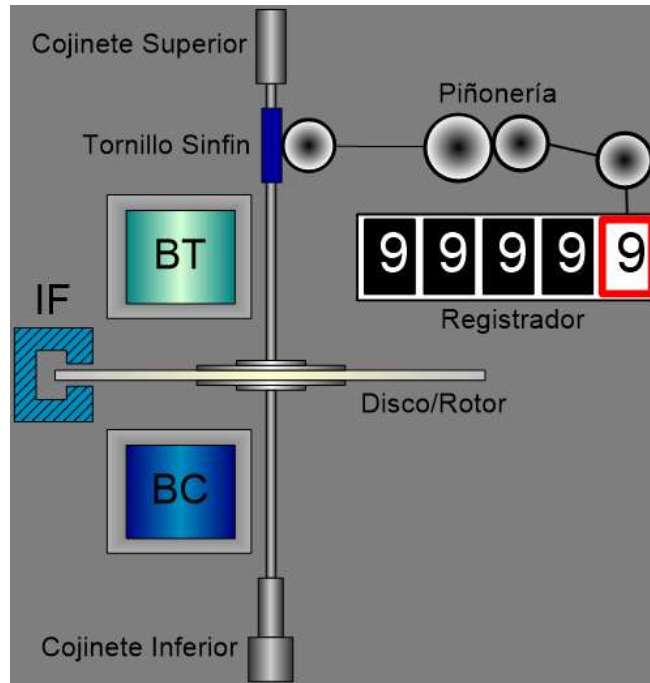 Cojinete Superior
Piñonería
Tornillo Sinfin
BT
9 9 9 9 9
IF
Registrador
Disco/Rotor
BC
Cojinete Inferior